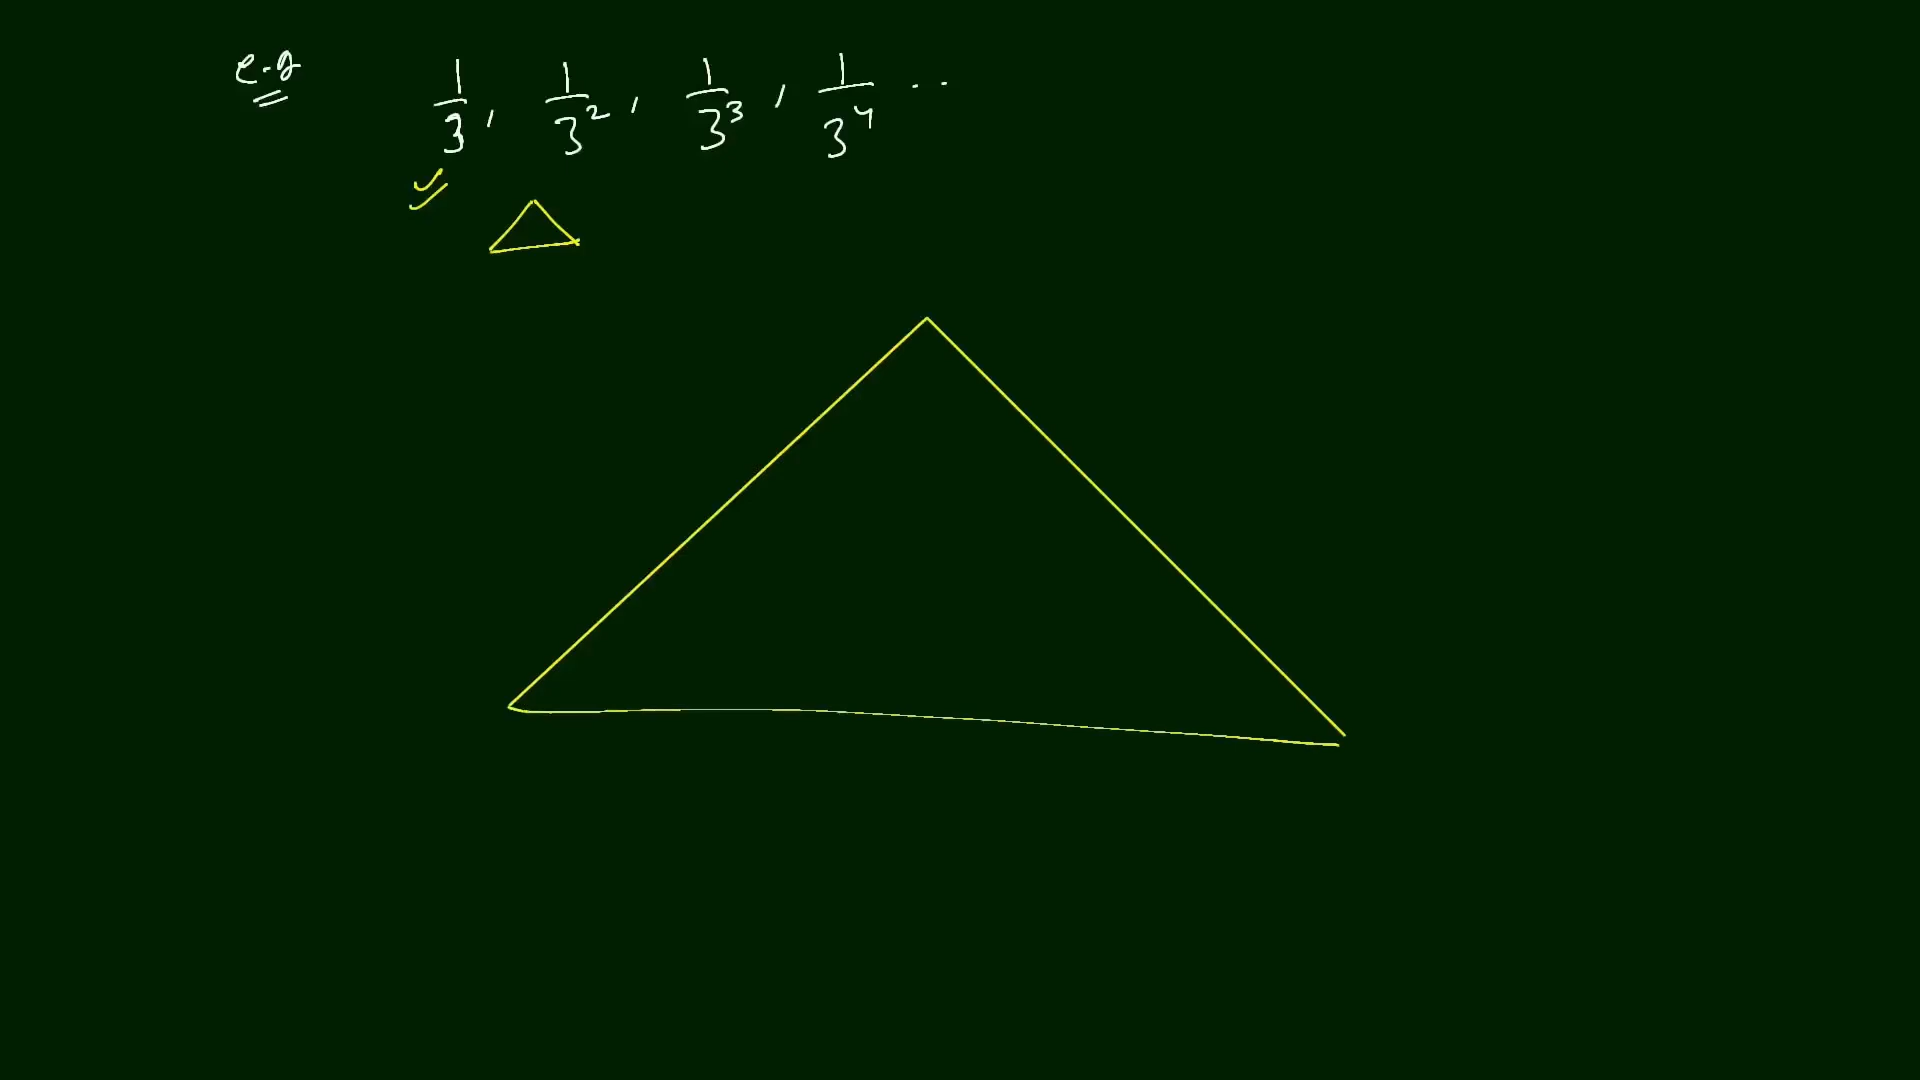 e.g 1/3, 1/3², 1/3³, 1/3⁴ ..